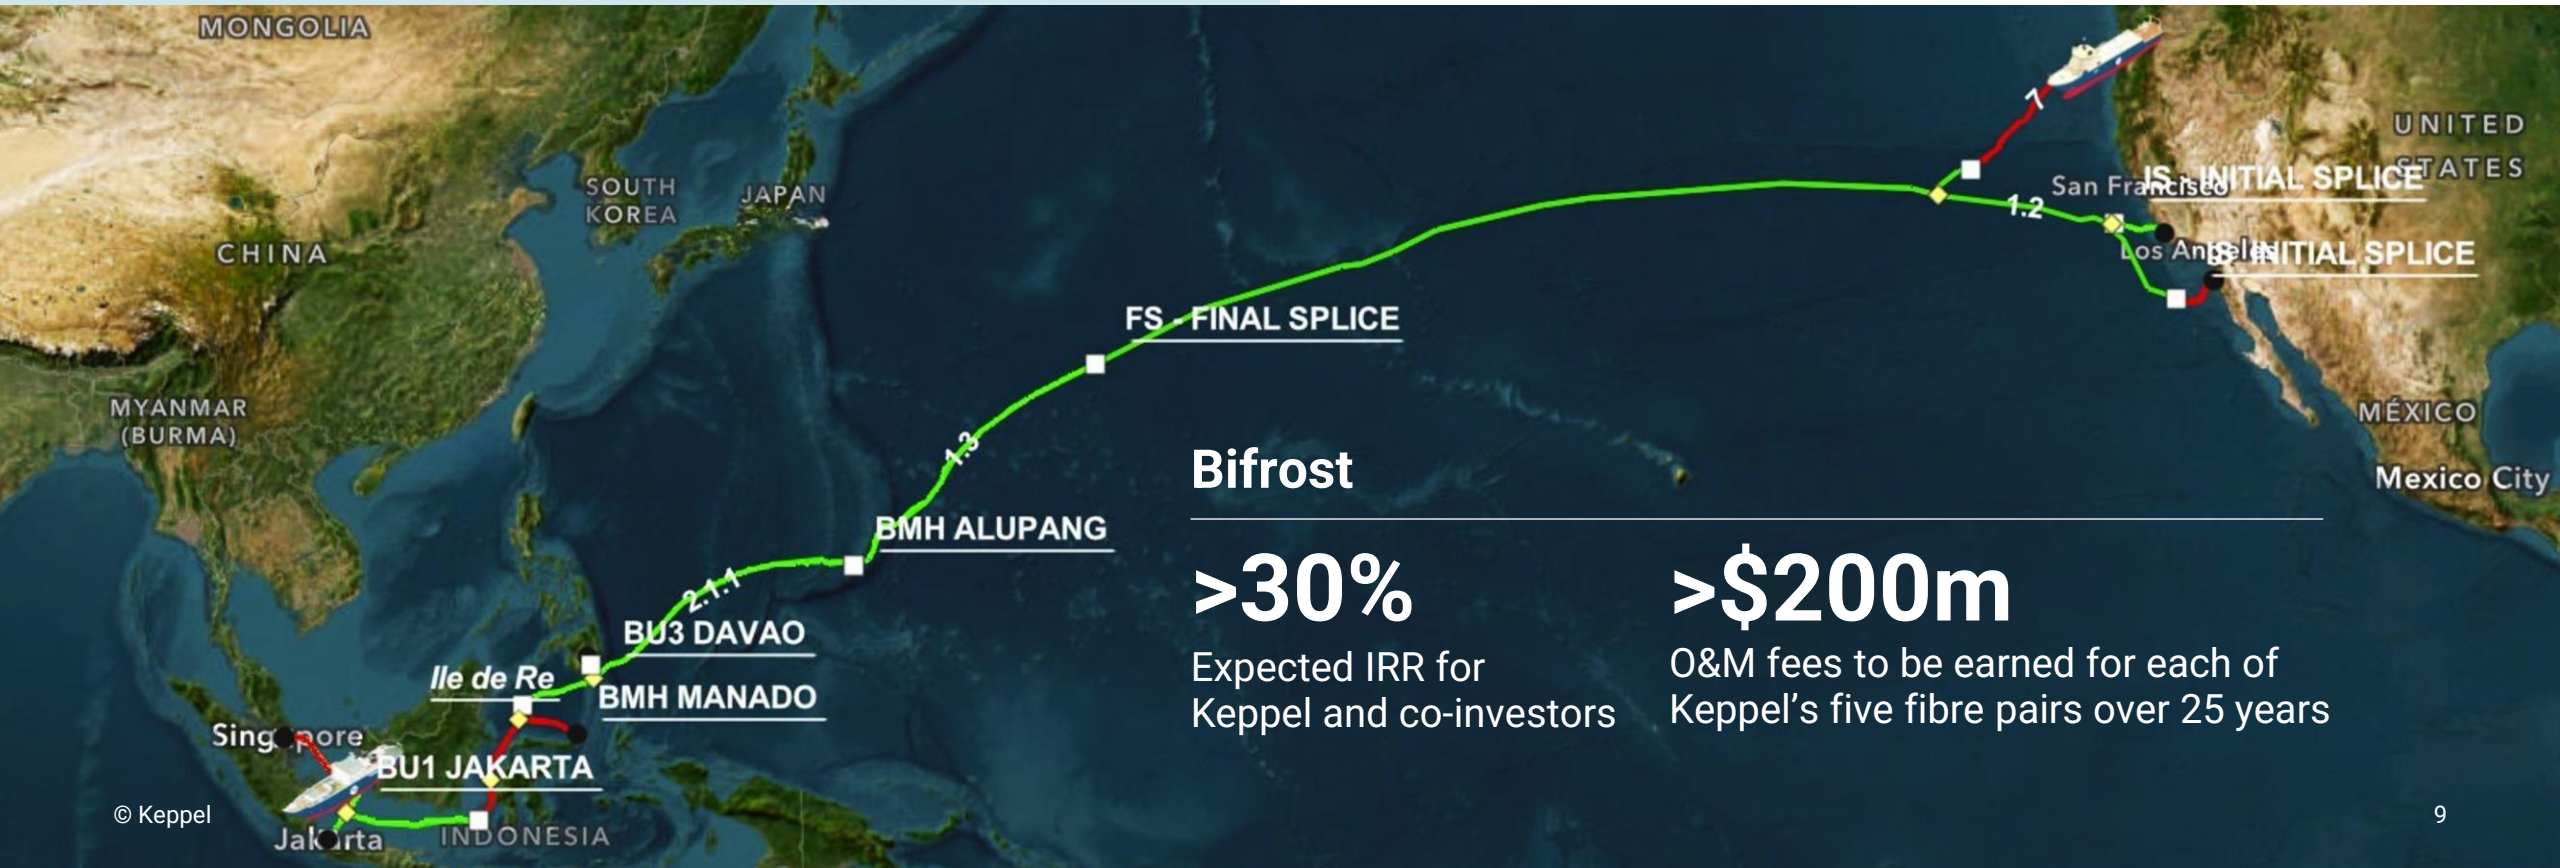 MONGOLIA
7
UNITED
STATES
SOUTH
KOREA
JAPAN
San Francisco
IS - INITIAL SPLICE
1.2
CHINA
Los Angeles
IS - INITIAL SPLICE
FS - FINAL SPLICE
MYANMAR
(BURMA)
MÉXICO
1.3
Mexico City
Bifrost
BMH ALUPANG
2.1.1
>30%
Expected IRR for
Keppel and co-investors
>$200m
O&M fees to be earned for each of
Keppel’s five fibre pairs over 25 years
BU3 DAVAO
Ile de Re
BMH MANADO
Singapore
BU1 JAKARTA
© Keppel
9
Jakarta
INDONESIA